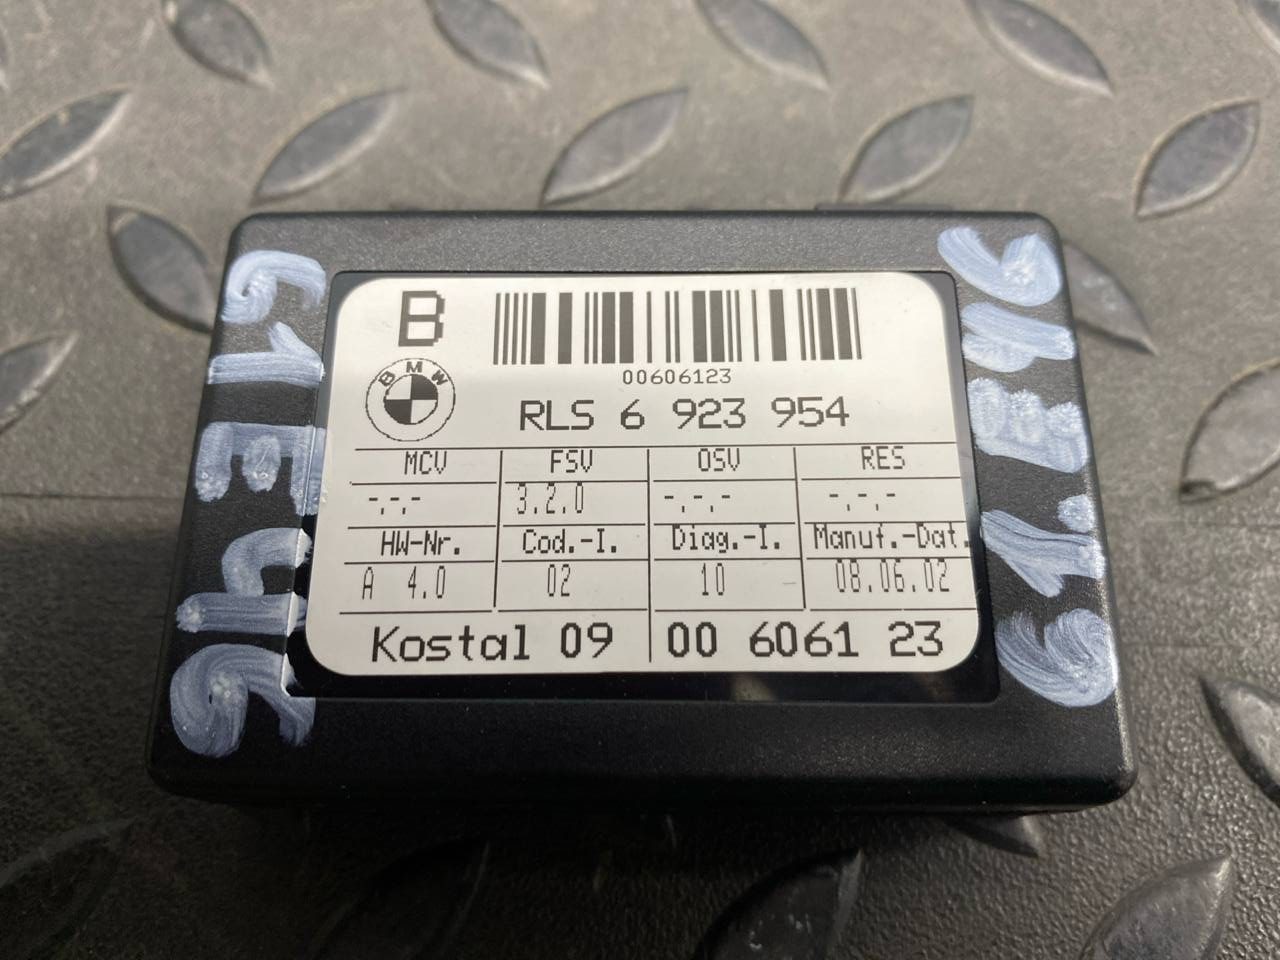 B
00606123
BMW
RLS 6 923 954
MCV FSV OSV RES
-.-.- 3.2.0 -.-.- -.-.-
HW-Nr. Cod.-I. Diag.-I. Manuf.-Dat.
A 4.0 02 10 08.06.02
Kostal 09 00 6061 23
61E46